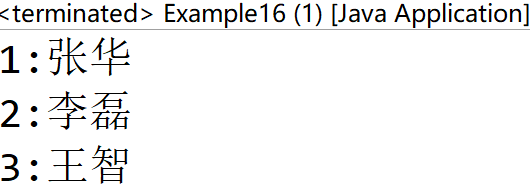 <terminated> Example16 (1) [Java Application]
1:张华
2:李磊
3:王智